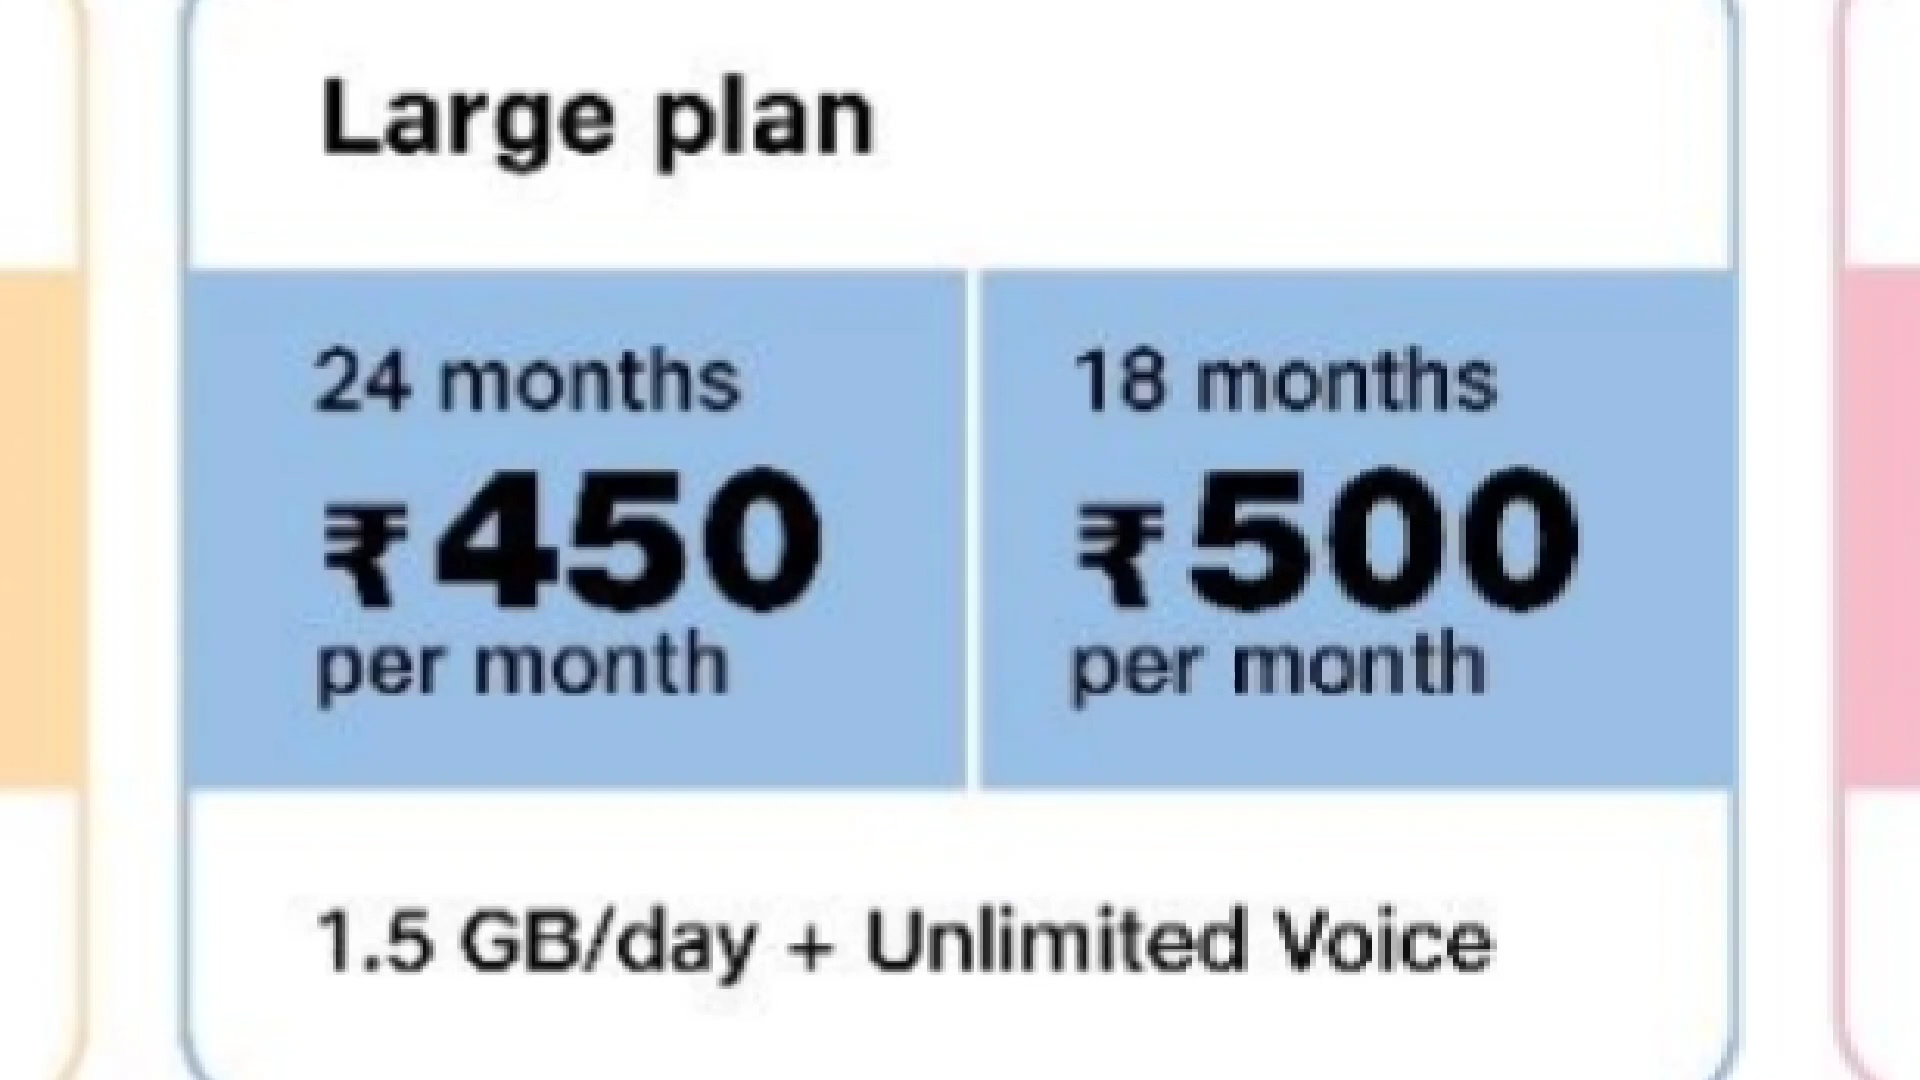 Large plan
24 months
₹450
per month
18 months
₹500
per month
1.5 GB/day + Unlimited Voice